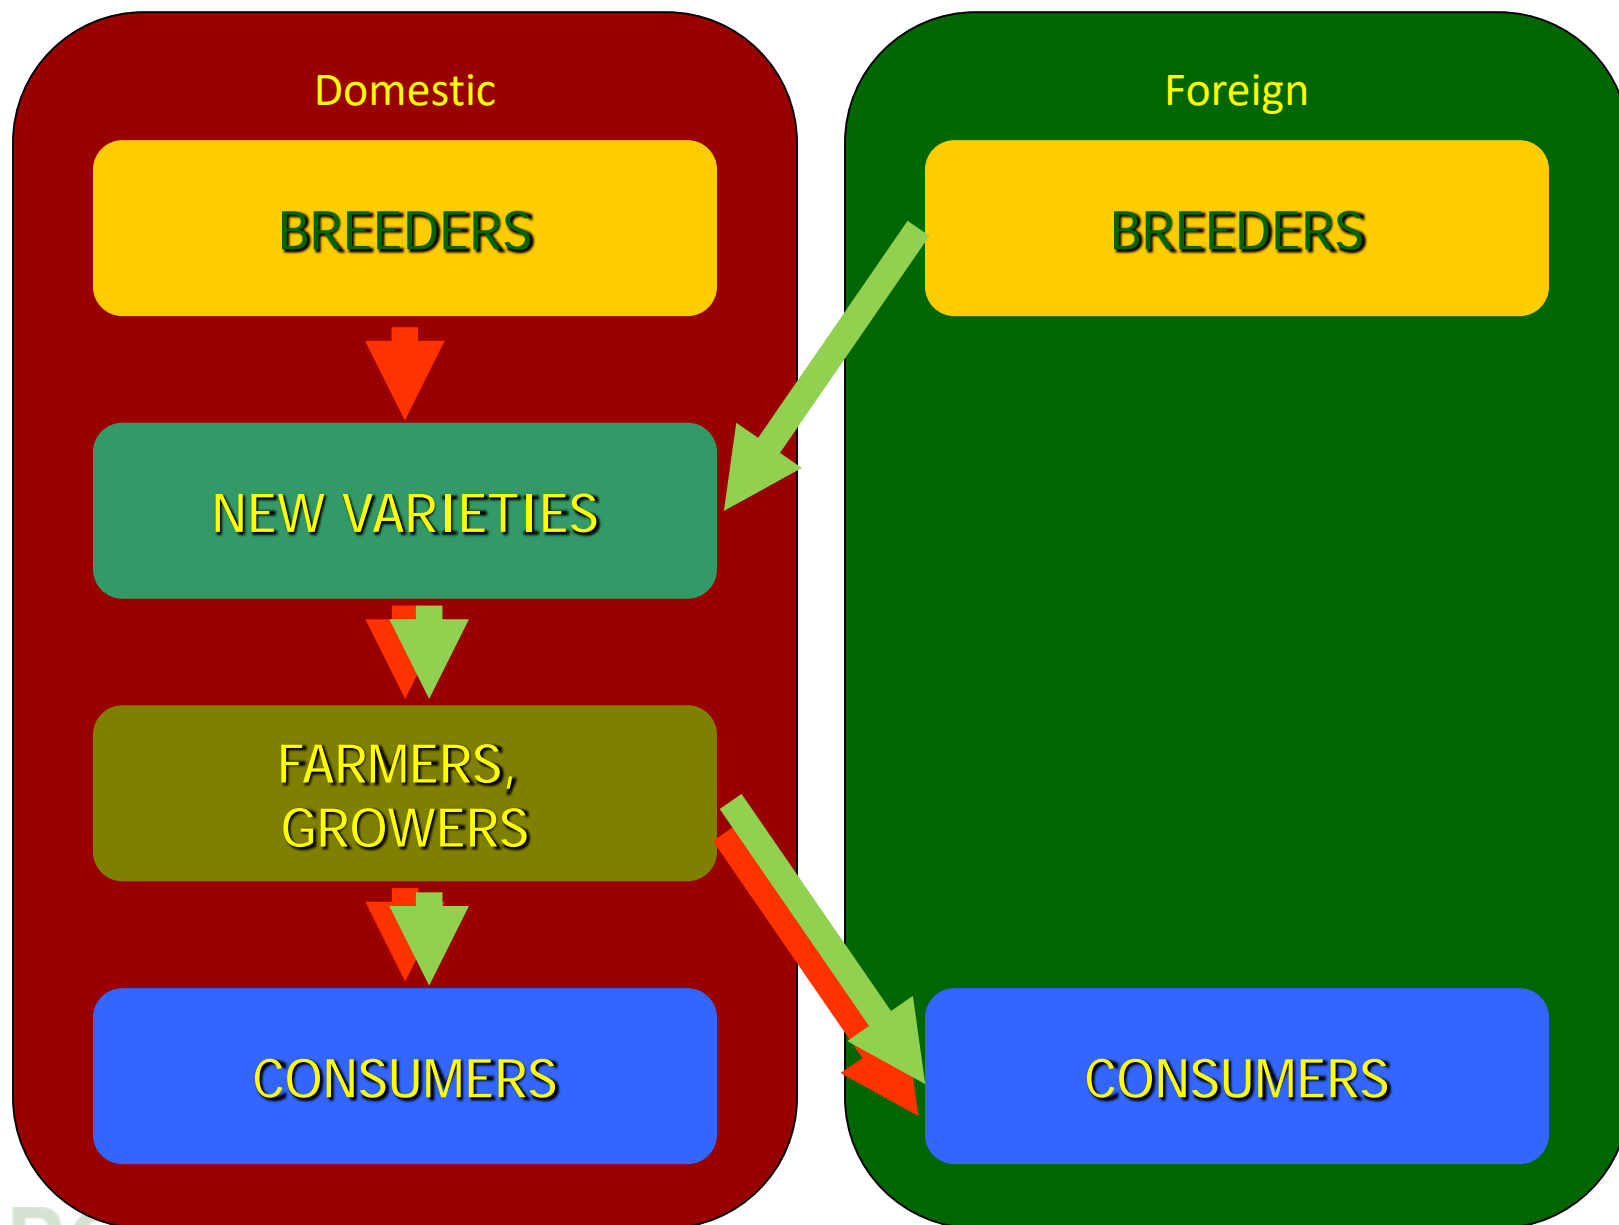 Domestic
BREEDERS
NEW VARIETIES
FARMERS,
GROWERS
CONSUMERS
Foreign
BREEDERS
CONSUMERS